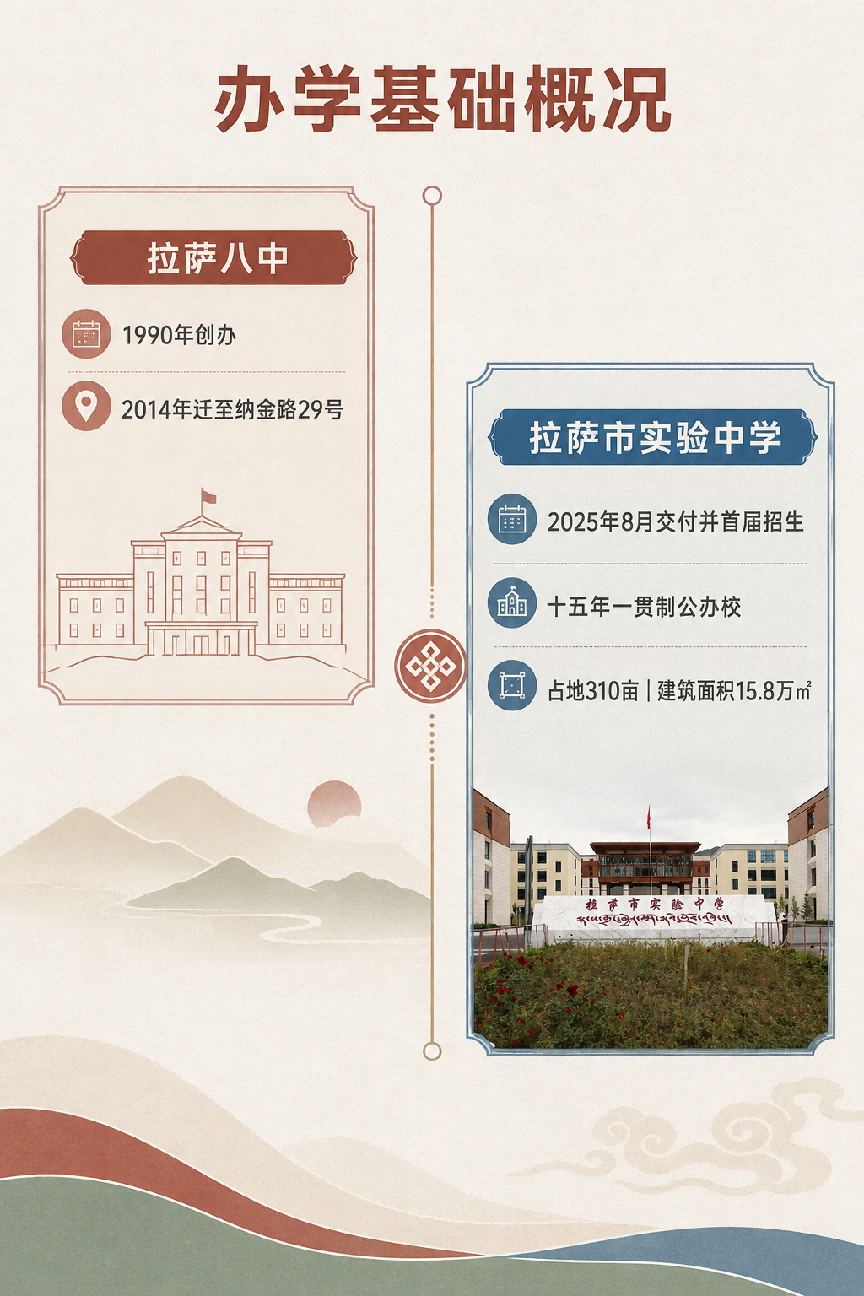 办学基础概况
拉萨八中
1990年创办
2014年迁至纳金路29号
拉萨市实验中学
2025年8月交付并首届招生
十五年一贯制公办校
占地310亩 | 建筑面积15.8万㎡
拉萨市实验中学